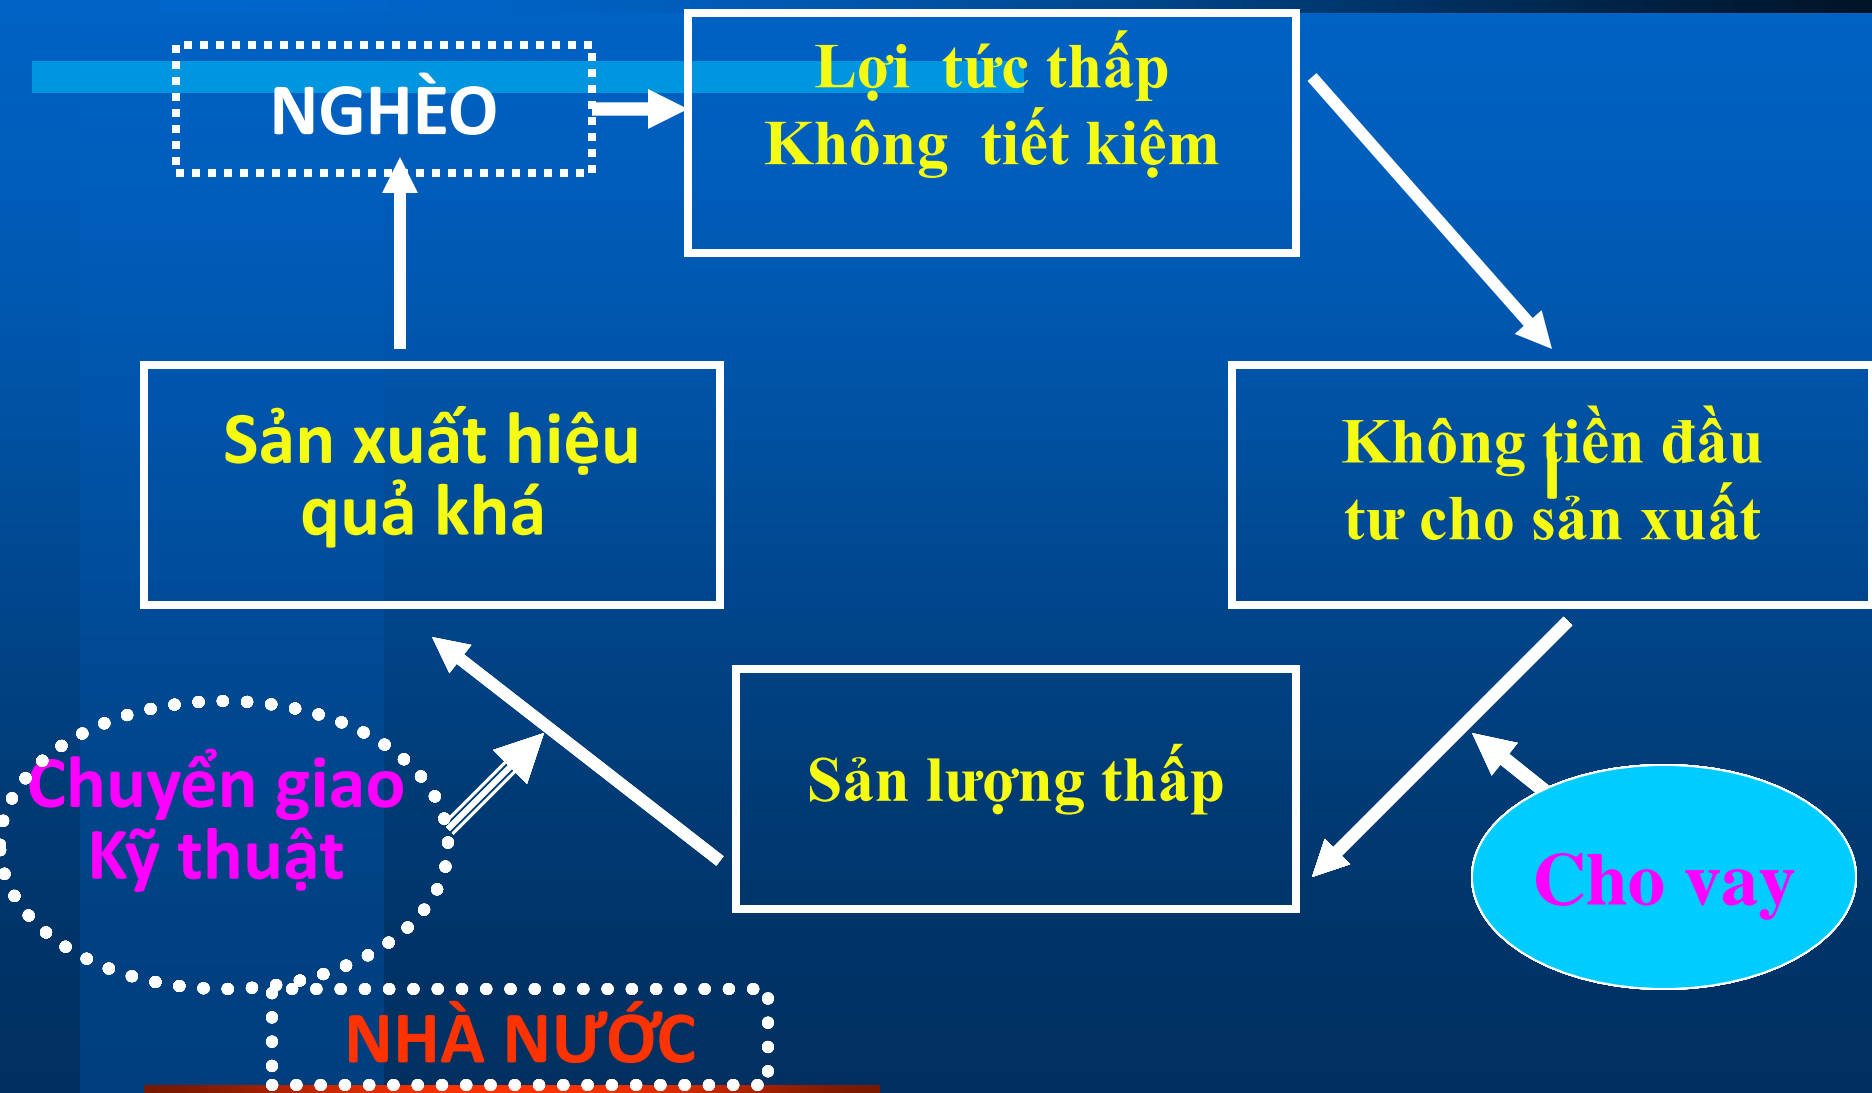 NGHÈO
Lợi tức thấp
Không tiết kiệm
Sản xuất hiệu
quả khá
Không tiền đầu
tư cho sản xuất
Sản lượng thấp
Chuyển giao
Kỹ thuật
Cho vay
NHÀ NƯỚC